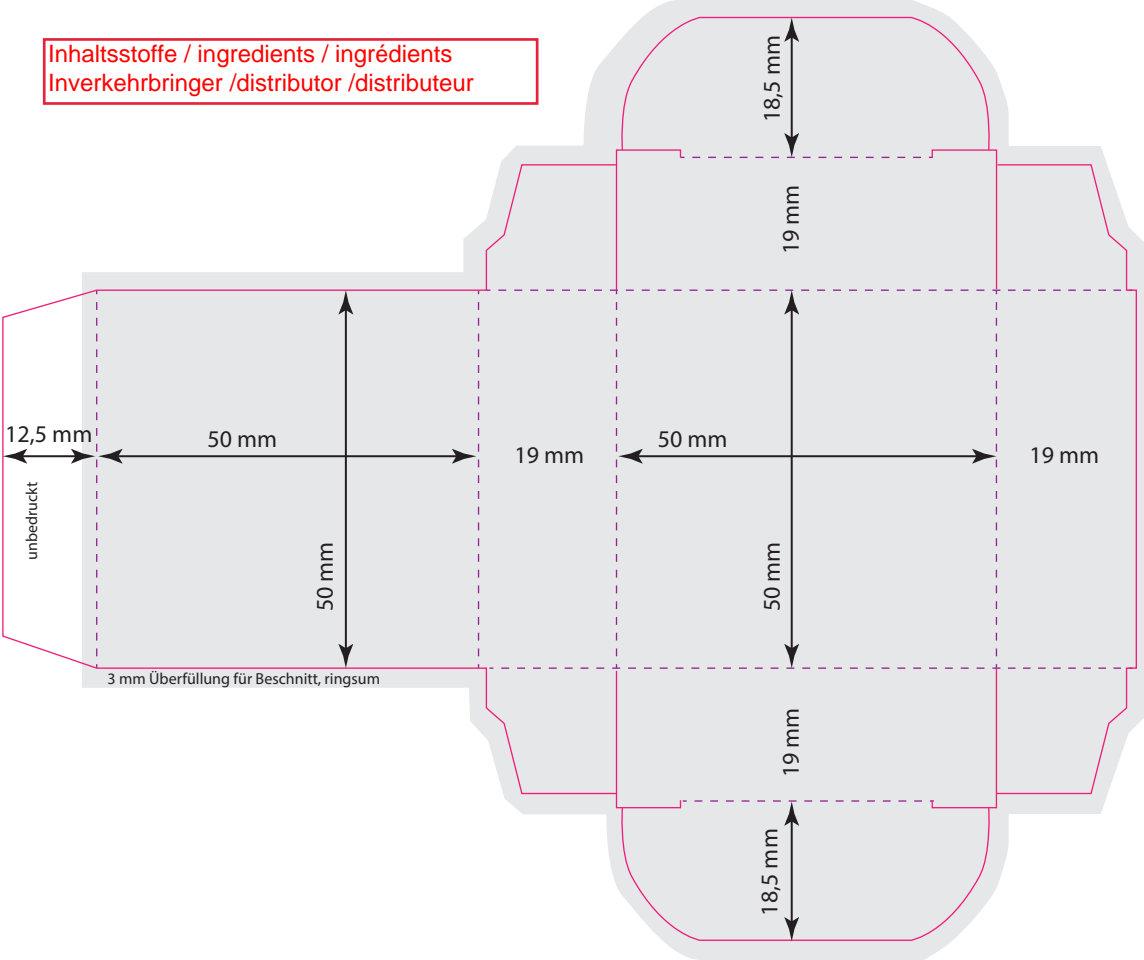 Inhaltsstoffe / ingredients / ingrédients
Inverkehrbringer /distributor /distributeur
18,5 mm
19 mm
12,5 mm
50 mm
19 mm
50 mm
19 mm
unbedruckt
50 mm
50 mm
3 mm Überfüllung für Beschnitt, ringsum
19 mm
18,5 mm